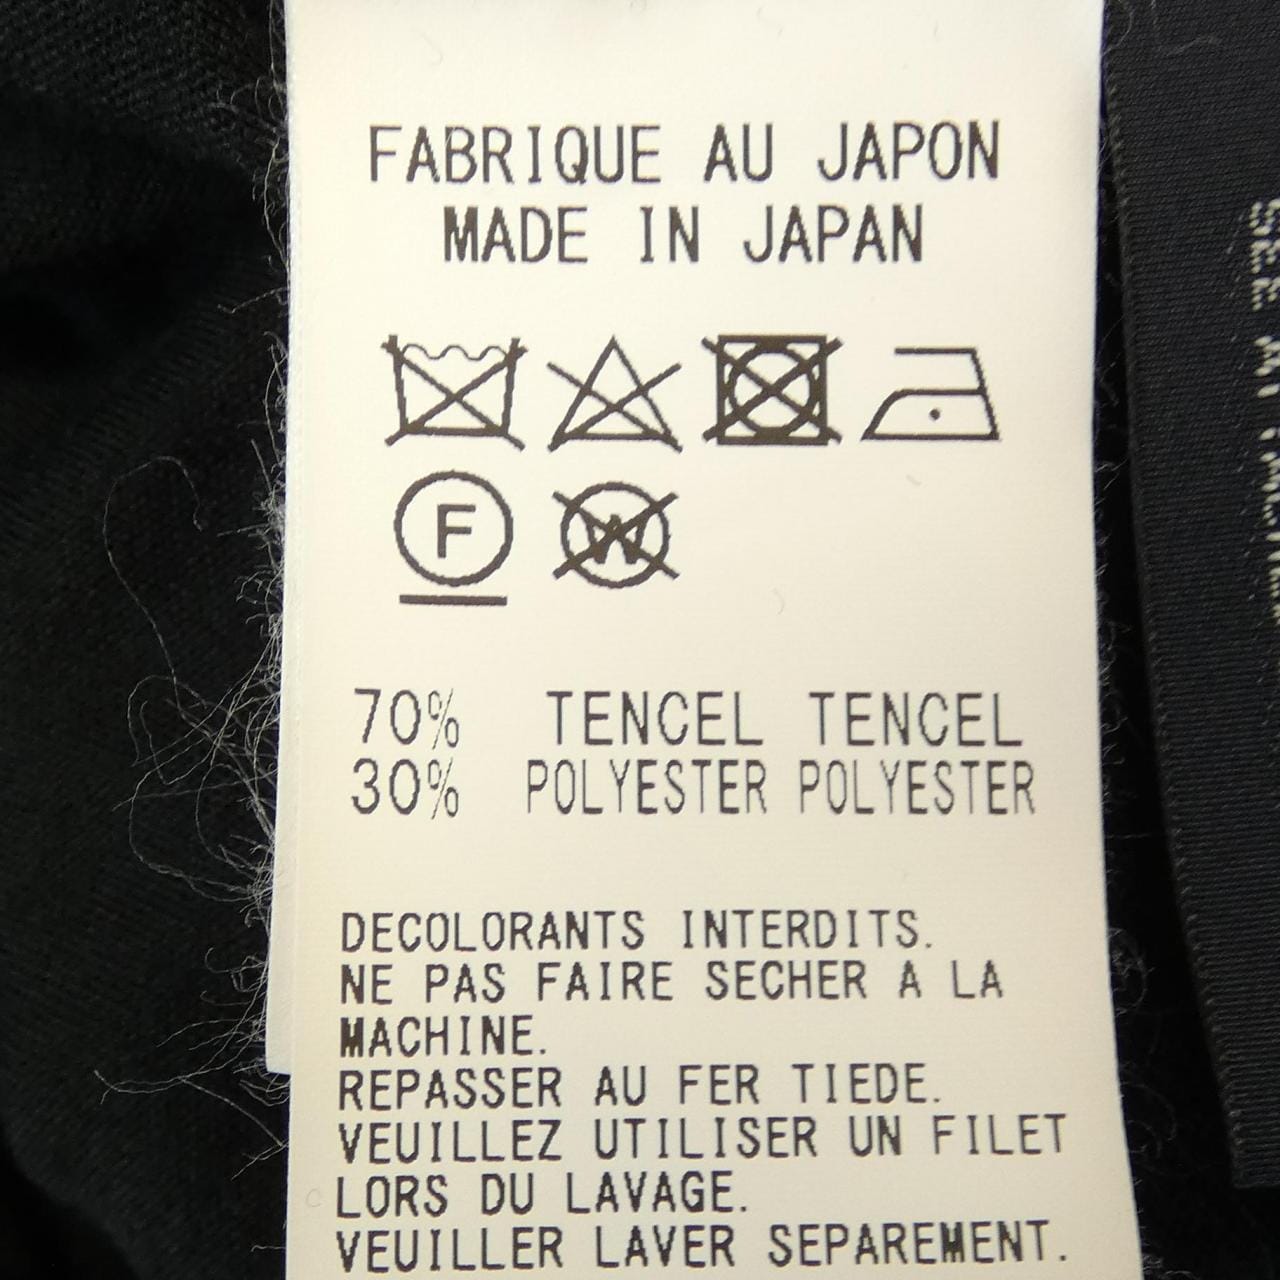 FABRIQUE AU JAPON
MADE IN JAPAN
F
W
70% TENCEL TENCEL
30% POLYESTER POLYESTER
DECOLORANTS INTERDITS.
NE PAS FAIRE SECHER A LA
MACHINE.
REPASSER AU FER TIEDE.
VEUILLEZ UTILISER UN FILET
LORS DU LAVAGE.
VEUILLER LAVER SEPAREMENT.